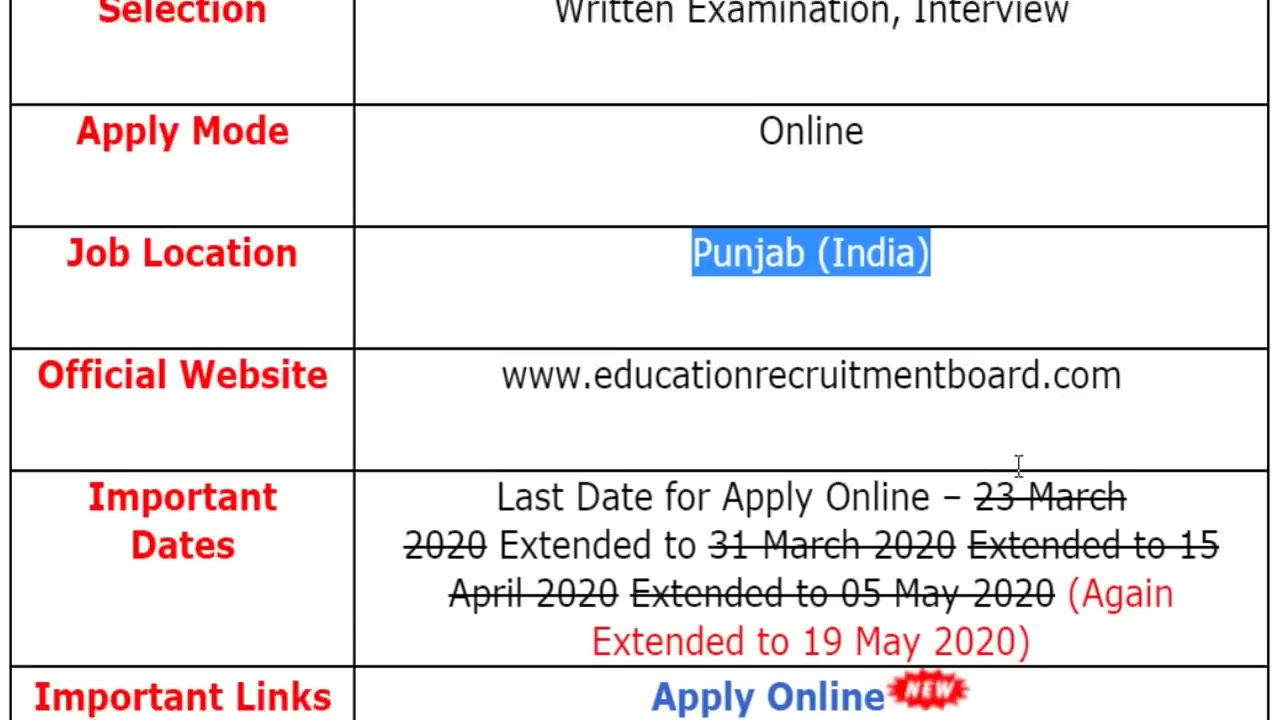 Selection
Written Examination, Interview
Apply Mode
Online
Job Location
Punjab (India)
Official Website
www.educationrecruitmentboard.com
Important
Dates
Last Date for Apply Online – 23 March
2020 Extended to 31 March 2020 Extended to 15
April 2020 Extended to 05 May 2020 (Again
Extended to 19 May 2020)
Important Links
Apply Online NEW